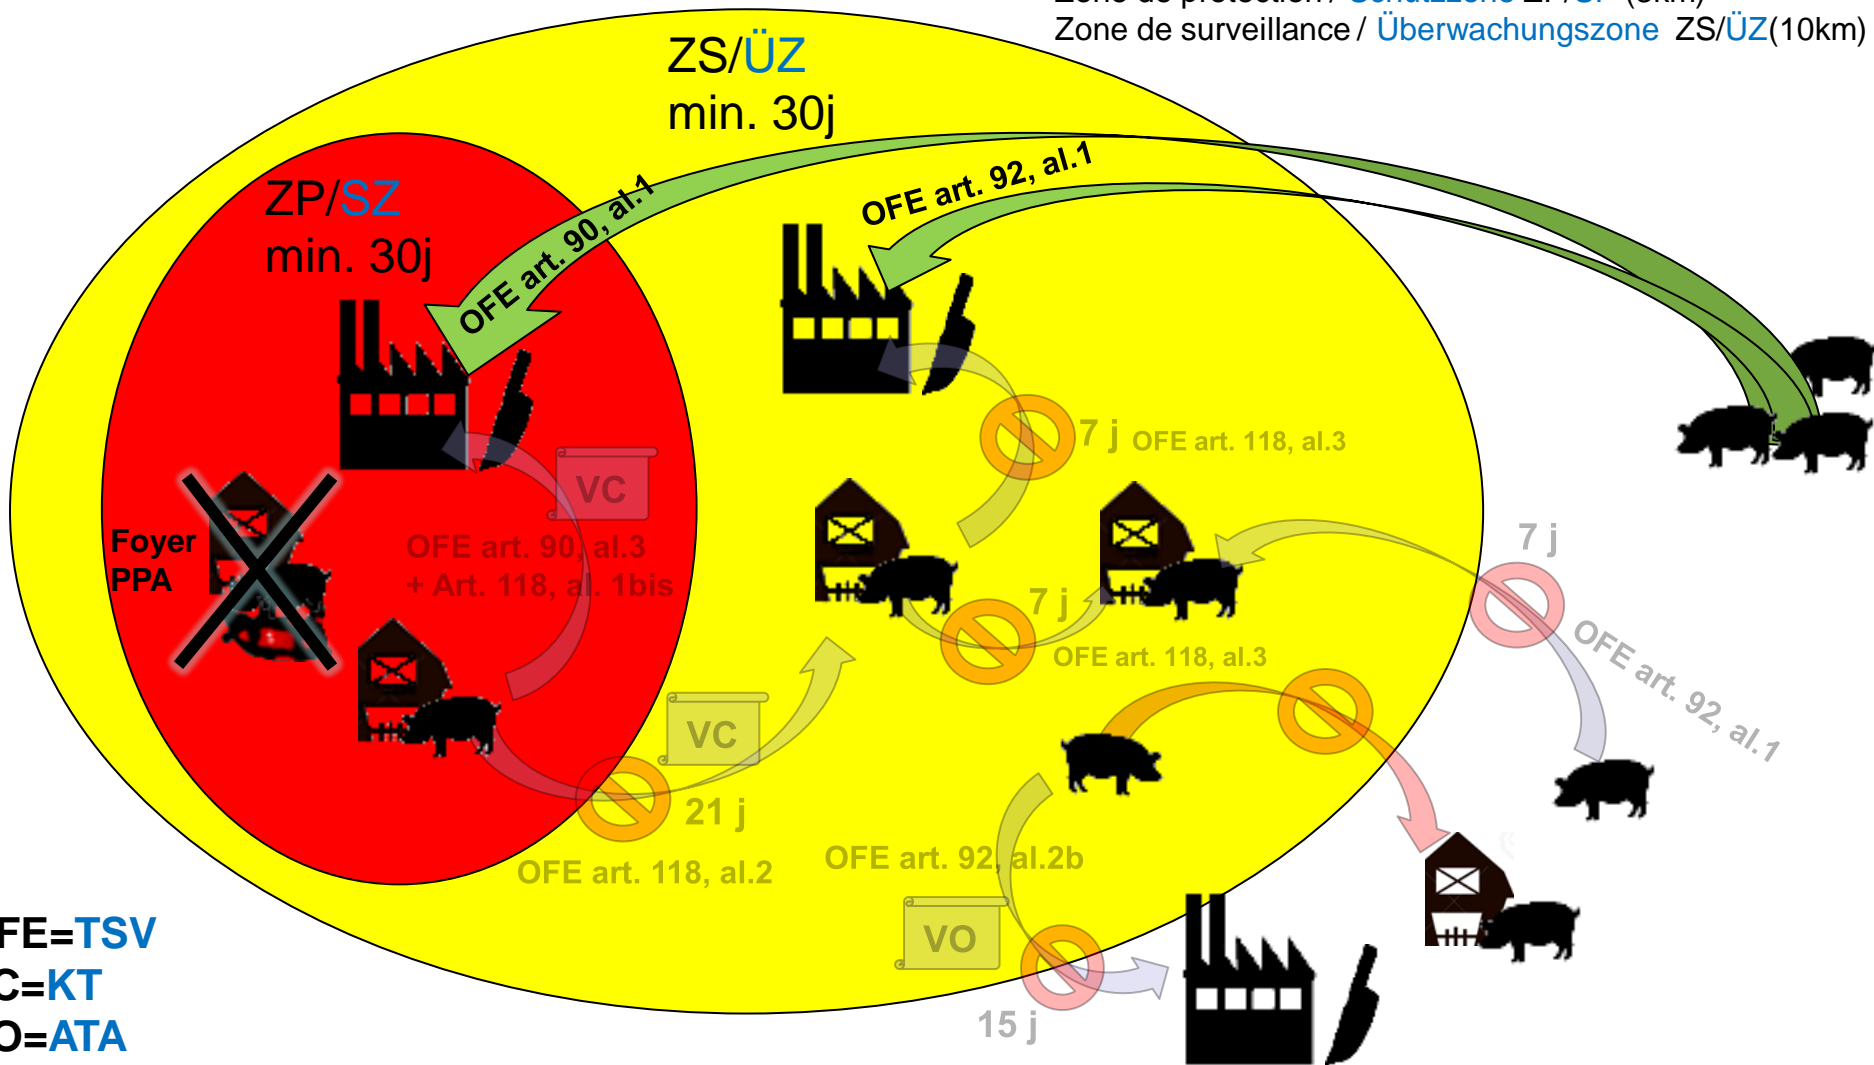 Zone de surveillance / Überwachungszone ZS/ÜZ(10km)
ZS/ÜZ
min. 30j
ZP/SZ
min. 30j
OFE art. 90, al.1
OFE art. 92, al.1
7 j OFE art. 118, al.3
VC
OFE art. 90, al.3
+ Art. 118, al. 1bis
Foyer
PPA
7 j
OFE art. 118, al.3
7 j
OFE art. 92, al.1
VC
21 j
OFE art. 118, al.2
OFE art. 92, al.2b
VO
15 j
FE=TSV
C=KT
O=ATA